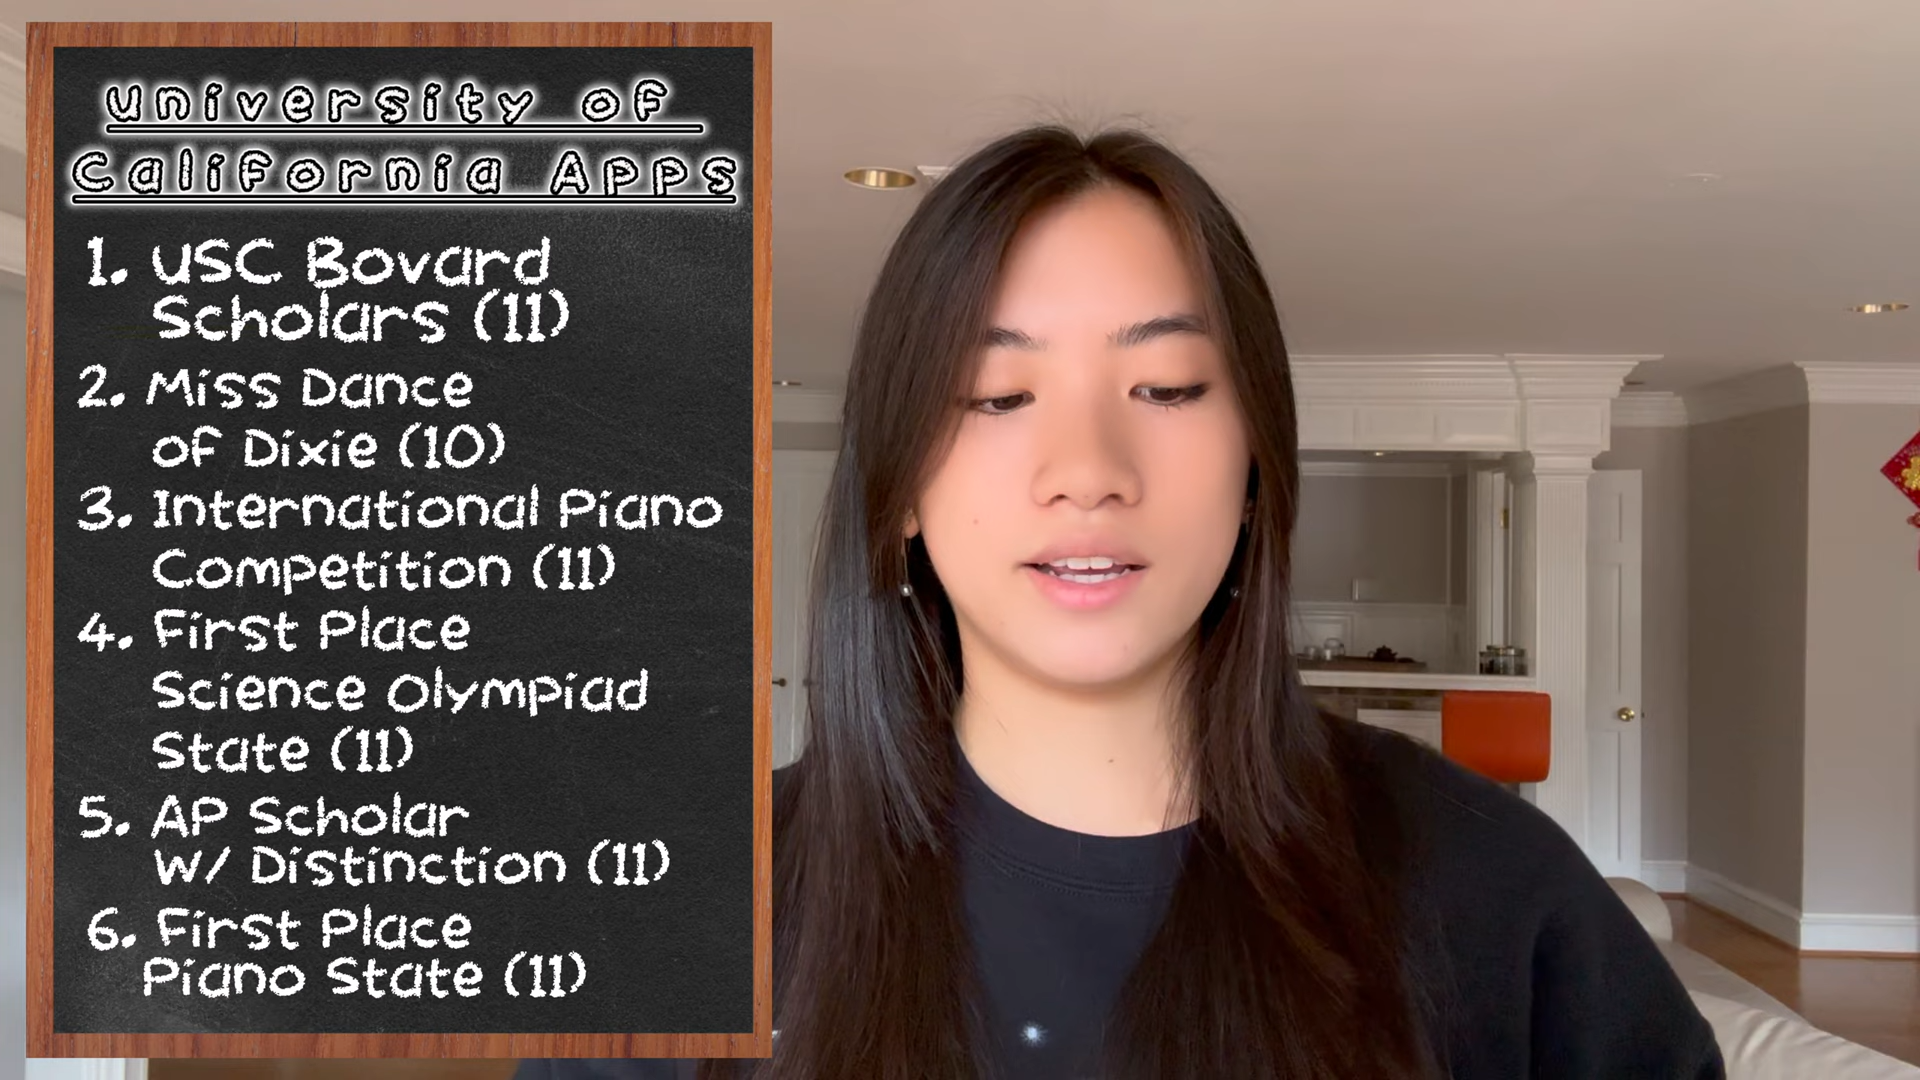 University of
California Apps
1. USC Bovard
Scholars (11)
2. Miss Dance
of Dixie (10)
3. International Piano
Competition (11)
4. First Place
Science Olympiad
State (11)
5. AP Scholar
w/ Distinction (11)
6. First Place
Piano State (11)